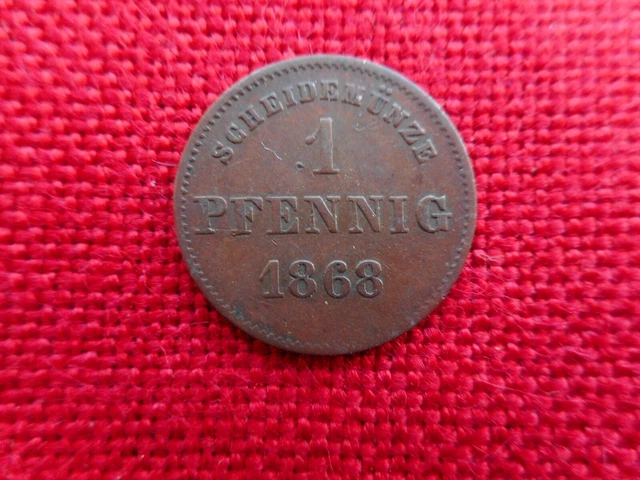 SCHEIDEMÜNZE
1
PFENNIG
1868